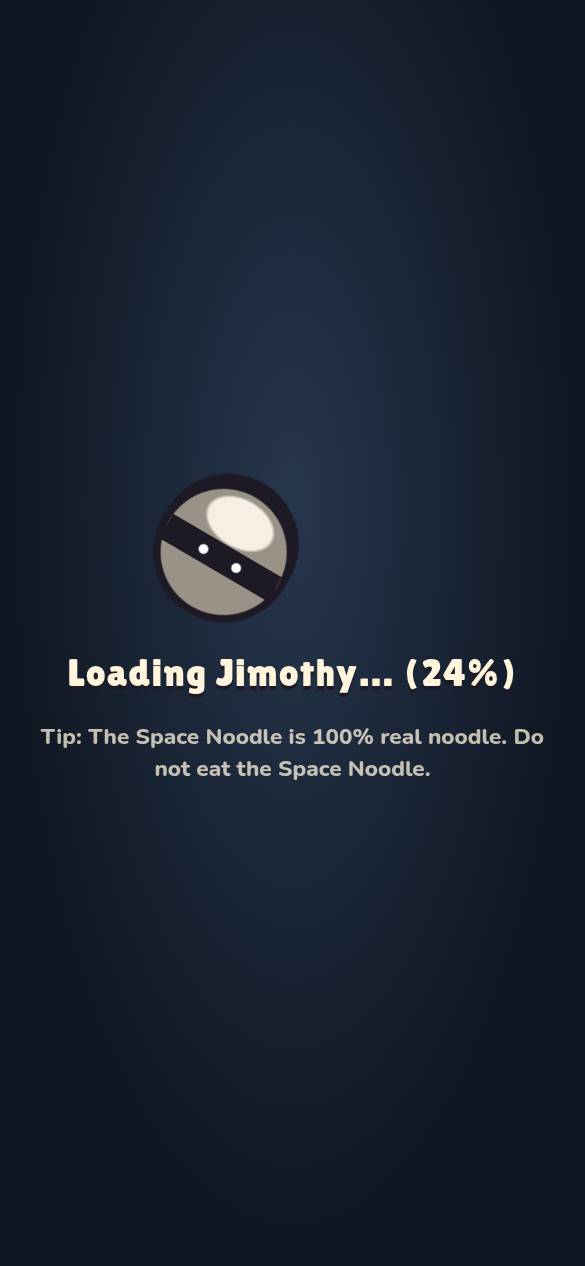 Loading Jimothy... (24%)
Tip: The Space Noodle is 100% real noodle. Do
not eat the Space Noodle.